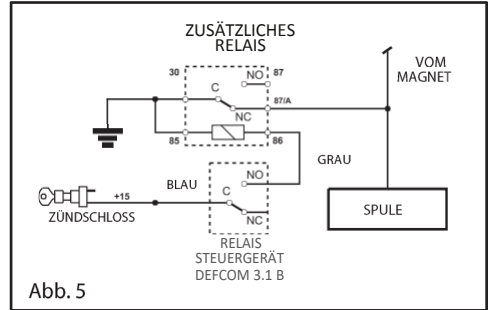 ZUSÄTZLICHES
RELAIS
30
NO
87
VOM
MAGNET
C
87/A
NC
85
86
GRAU
NO
BLAU
C
+15
NC
ZÜNDSCHLOSS
SPULE
RELAIS
STEUERGERÄT
DEFCOM 3.1 B
Abb. 5